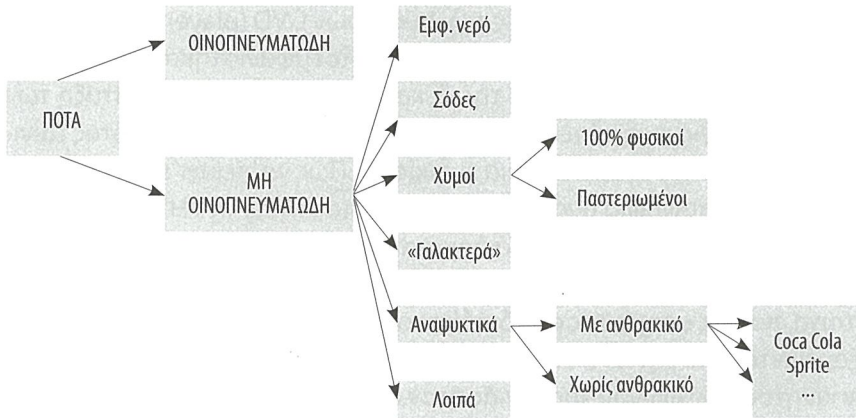 ΠΟΤΑ
ΟΙΝΟΠΝΕΥΜΑΤΩΔΗ
ΜΗ
ΟΙΝΟΠΝΕΥΜΑΤΩΔΗ
Εμφ. νερό
Σόδες
Χυμοί
«Γαλακτερά»
Αναψυκτικά
Λοιπά
100% φυσικοί
Παστεριωμένοι
Με ανθρακικό
Χωρίς ανθρακικό
Coca Cola
Sprite
...